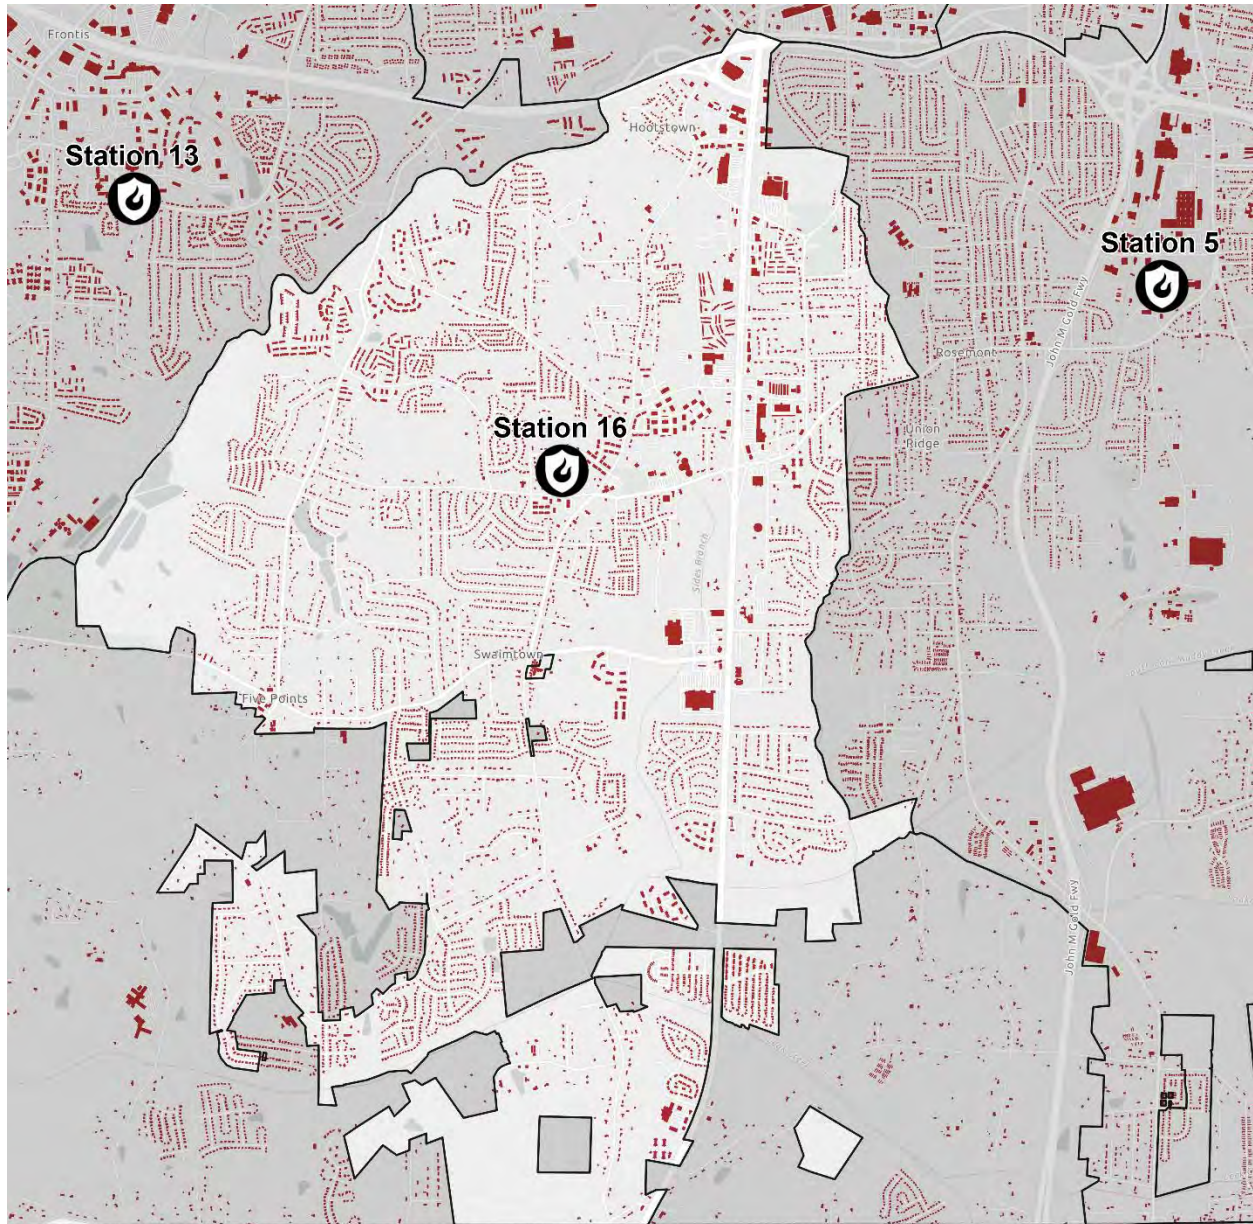 Frontis
Hootstown
Station 13
Station 5
John M Gold Fwy
Rosemont
Station 16
Union
Ridge
Sides Branch
Swaimtown
Five Points
John M Gold Fwy